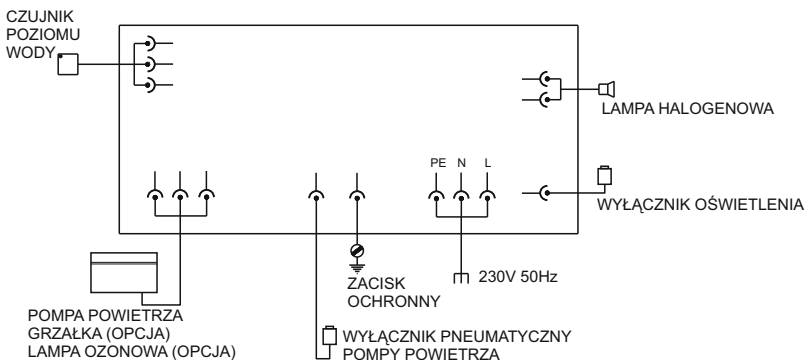 CZUJNIK
POZIOMU
WODY
LAMPA HALOGENOWA
PE N L
WYŁĄCZNIK OŚWIETLENIA
230V 50Hz
ZACISK
OCHRONNY
POMPA POWIETRZA
GRZAŁKA (OPCJA)
LAMPA OZONOWA (OPCJA)
WYŁĄCZNIK PNEUMATYCZNY
POMPY POWIETRZA